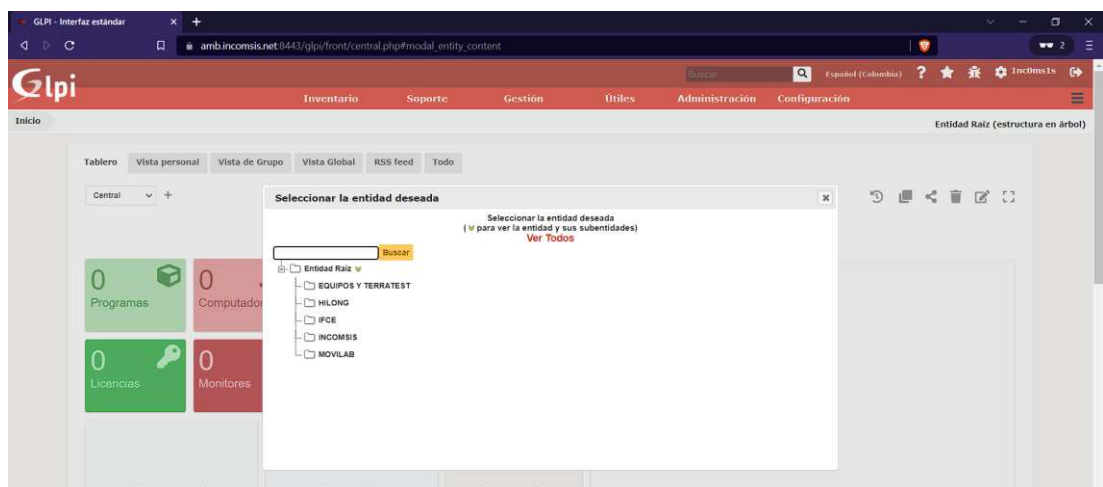 GLPI - Interfaz estándar
amb.incomsis.net:8443/glpi/front/central.php#modal_entity_content
2
Glpi
Buscar
Español (Colombia)
1nc0ms1s
Inventario Soporte Gestión Útiles Administración Configuración
Inicio
Entidad Raíz (estructura en árbol)
Tablero Vista personal Vista de Grupo Vista Global RSS feed Todo
Central
Seleccionar la entidad deseada
Seleccionar la entidad deseada
( para ver la entidad y sus subentidades)
Ver Todos
Buscar
Entidad Raíz
EQUIPOS Y TERRATEST
HILONG
IFCE
INCOMSIS
MOVILAB
0
Programas
0
Computado
0
Licencias
0
Monitores